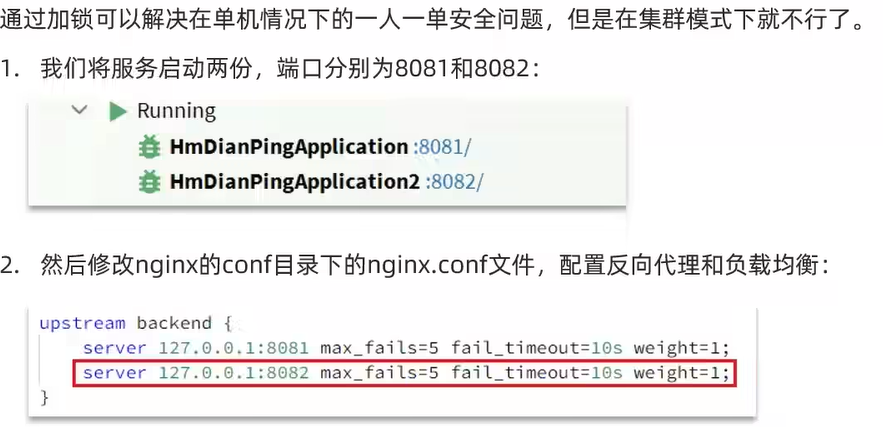 通过加锁可以解决在单机情况下的一人一单安全问题，但是在集群模式下就不行了。
1. 我们将服务启动两份，端口分别为8081和8082：
Running
HmDianPingApplication :8081/
HmDianPingApplication2 :8082/
2. 然后修改nginx的conf目录下的nginx.conf文件，配置反向代理和负载均衡：
upstream backend {
server 127.0.0.1:8081 max_fails=5 fail_timeout=10s weight=1;
server 127.0.0.1:8082 max_fails=5 fail_timeout=10s weight=1;
}